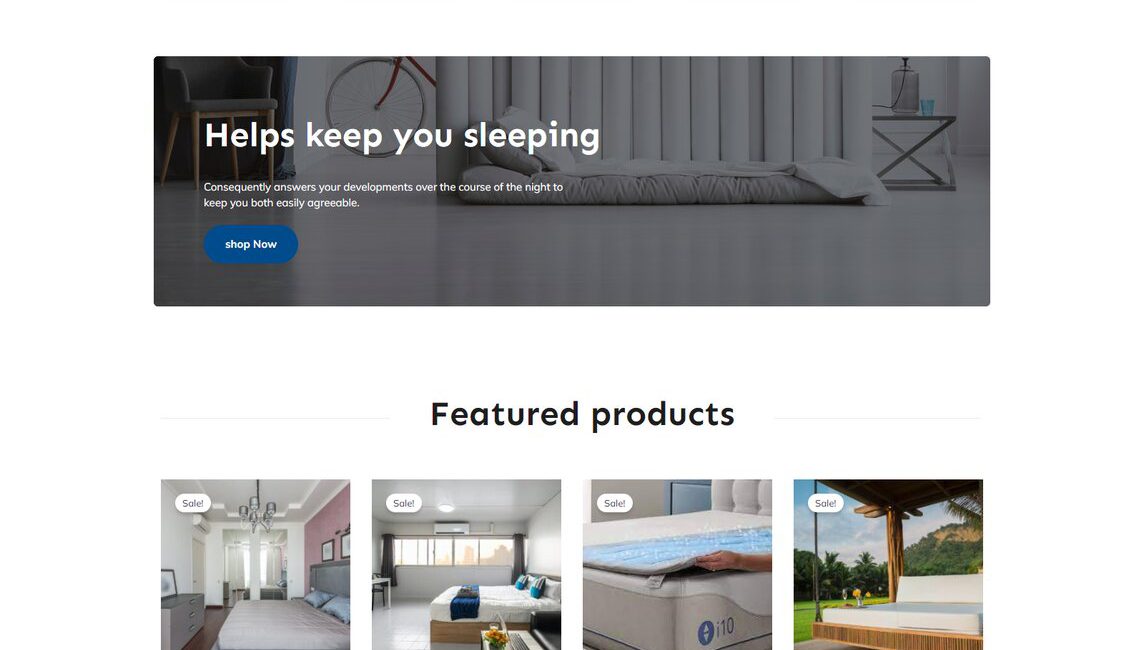 Helps keep you sleeping
Consequently answers your developments over the course of the night to
keep you both easily agreeable.
shop Now
Featured products
Sale!
Sale!
Sale!
Sale!
i10